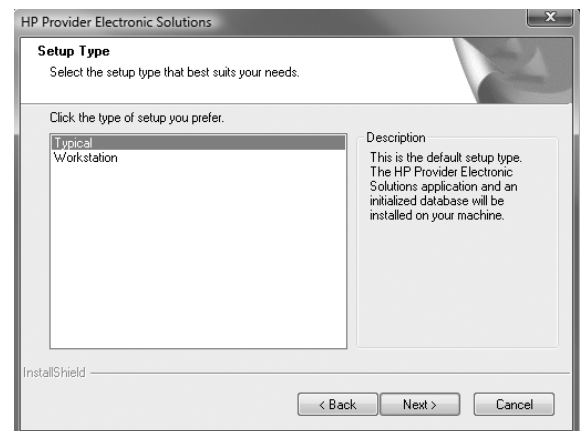 HP Provider Electronic Solutions
Setup Type
Select the setup type that best suits your needs.
Click the type of setup you prefer.
Typical
Workstation
Description
This is the default setup type.
The HP Provider Electronic
Solutions application and an
initialized database will be
installed on your machine.
InstallShield
< Back
Next >
Cancel